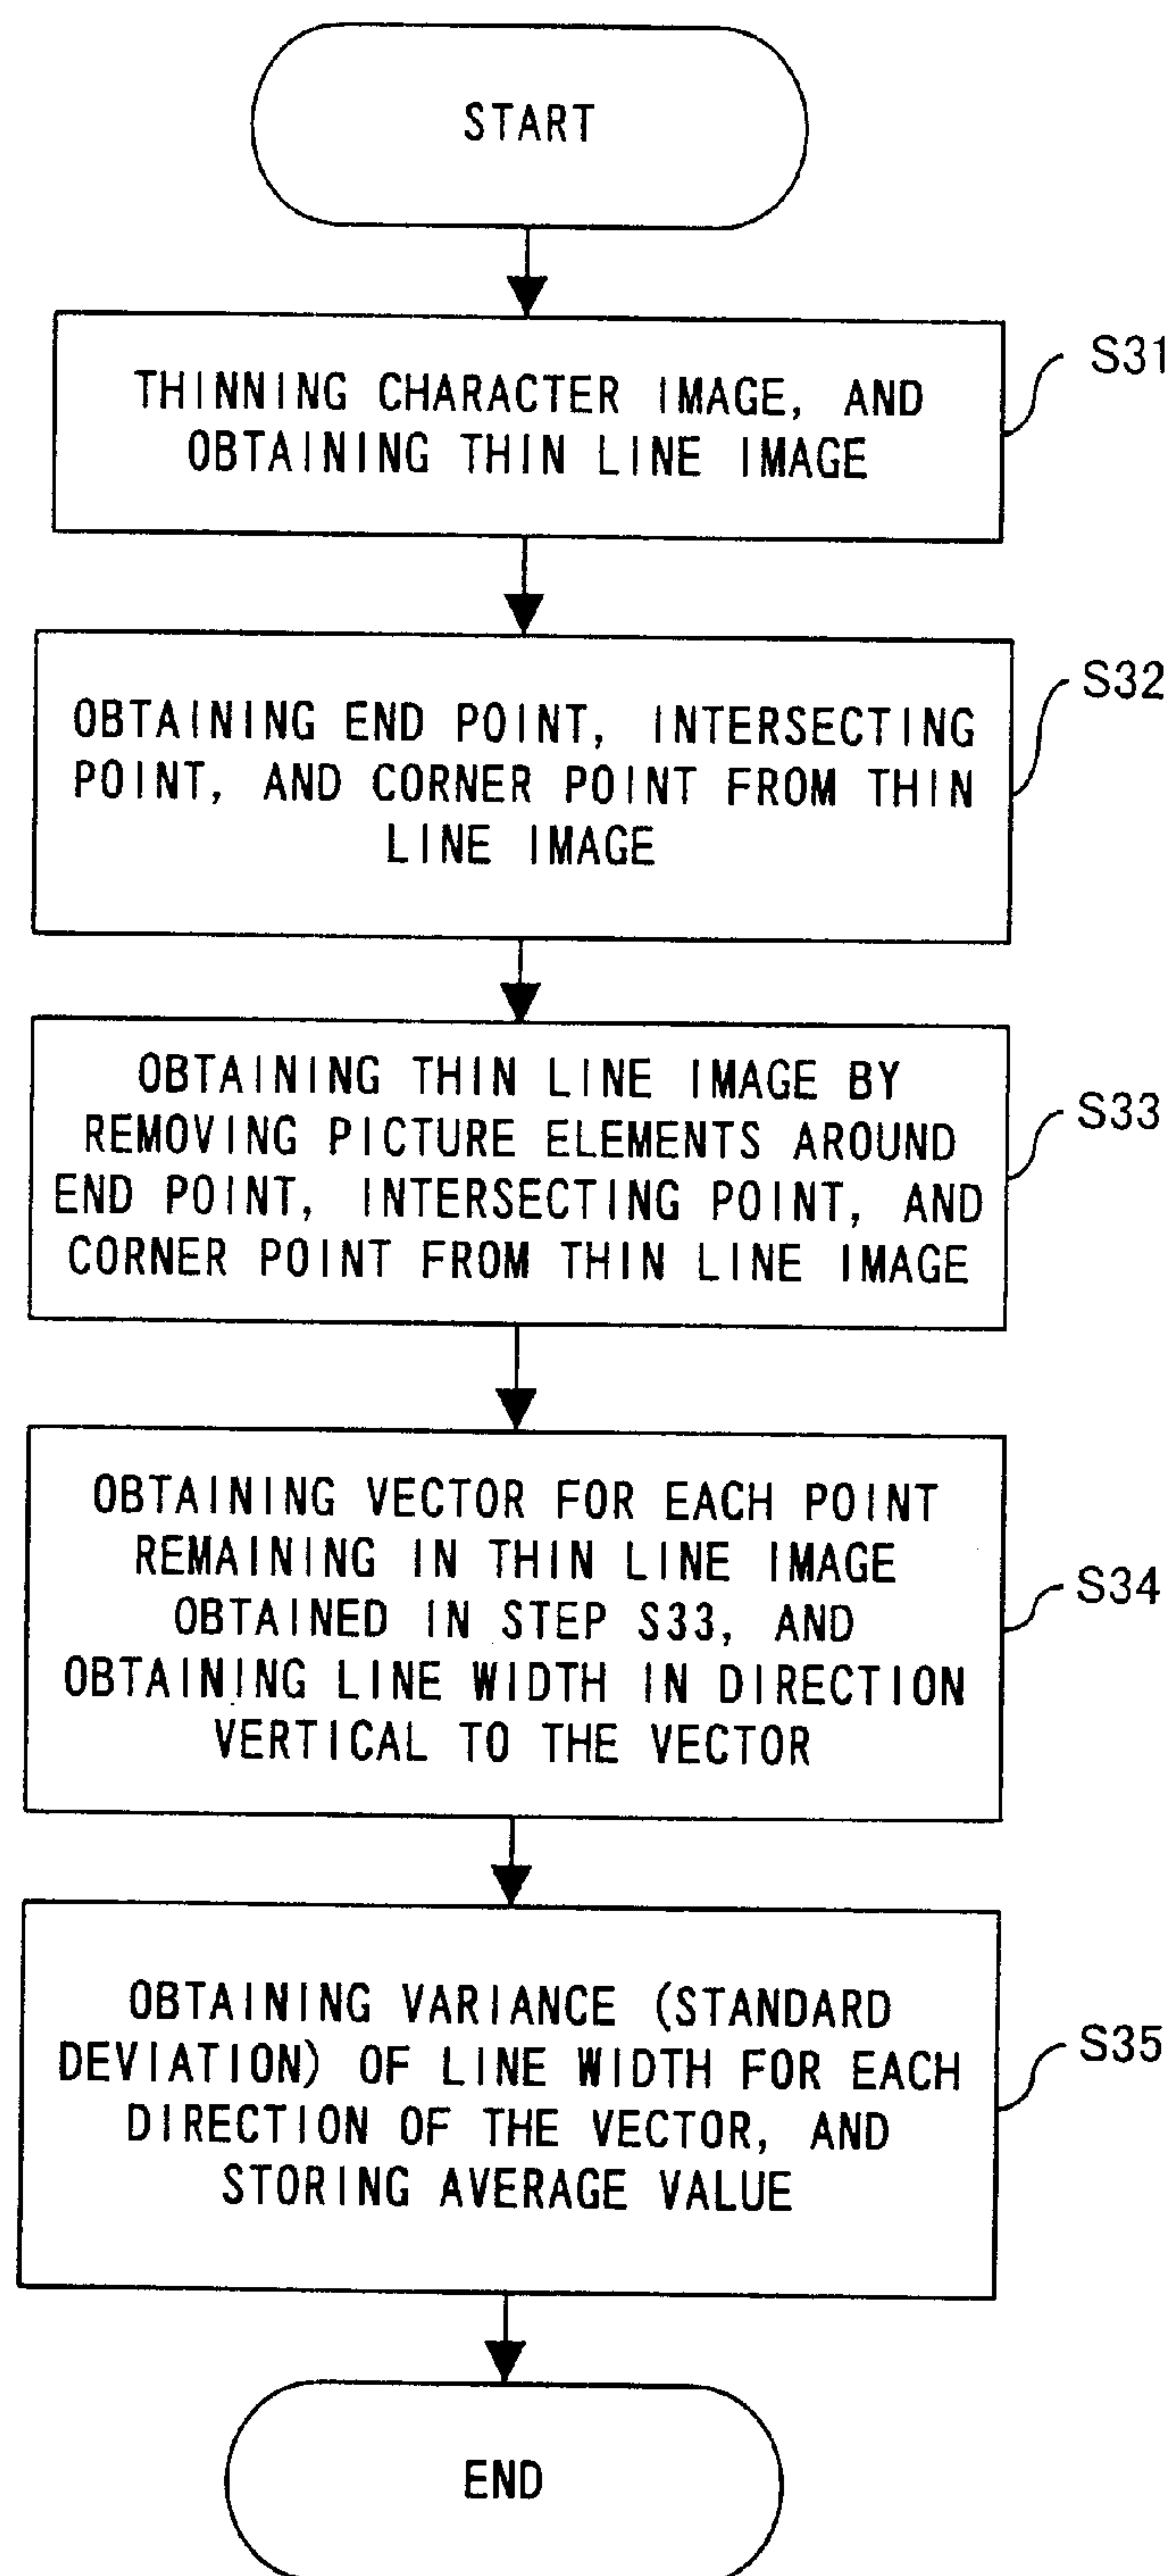 START
THINNING CHARACTER IMAGE, AND
OBTAINING THIN LINE IMAGE
S31
OBTAINING END POINT, INTERSECTING
POINT, AND CORNER POINT FROM THIN
LINE IMAGE
S32
OBTAINING THIN LINE IMAGE BY
REMOVING PICTURE ELEMENTS AROUND
END POINT, INTERSECTING POINT, AND
CORNER POINT FROM THIN LINE IMAGE
S33
OBTAINING VECTOR FOR EACH POINT
REMAINING IN THIN LINE IMAGE
OBTAINED IN STEP S33, AND
OBTAINING LINE WIDTH IN DIRECTION
VERTICAL TO THE VECTOR
S34
OBTAINING VARIANCE (STANDARD
DEVIATION) OF LINE WIDTH FOR EACH
DIRECTION OF THE VECTOR, AND
STORING AVERAGE VALUE
S35
END